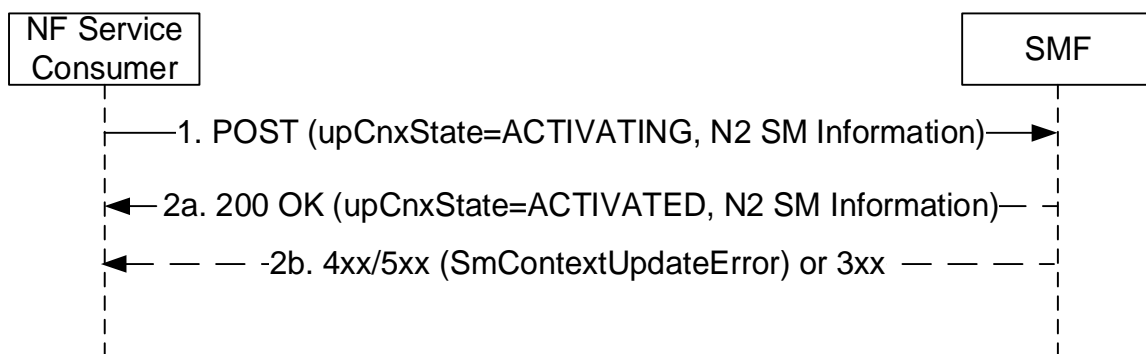 NF Service
Consumer
SMF
1. POST (upCnxState=ACTIVATING, N2 SM Information)
2a. 200 OK (upCnxState=ACTIVATED, N2 SM Information)
2b. 4xx/5xx (SmContextUpdateError) or 3xx